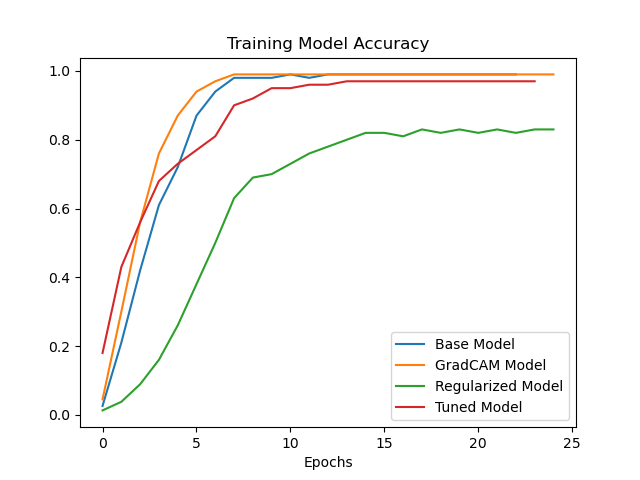 Training Model Accuracy
1.0
0.8
0.6
0.4
0.2
0.0
Base Model
GradCAM Model
Regularized Model
Tuned Model
0 5 10 15 20 25
Epochs